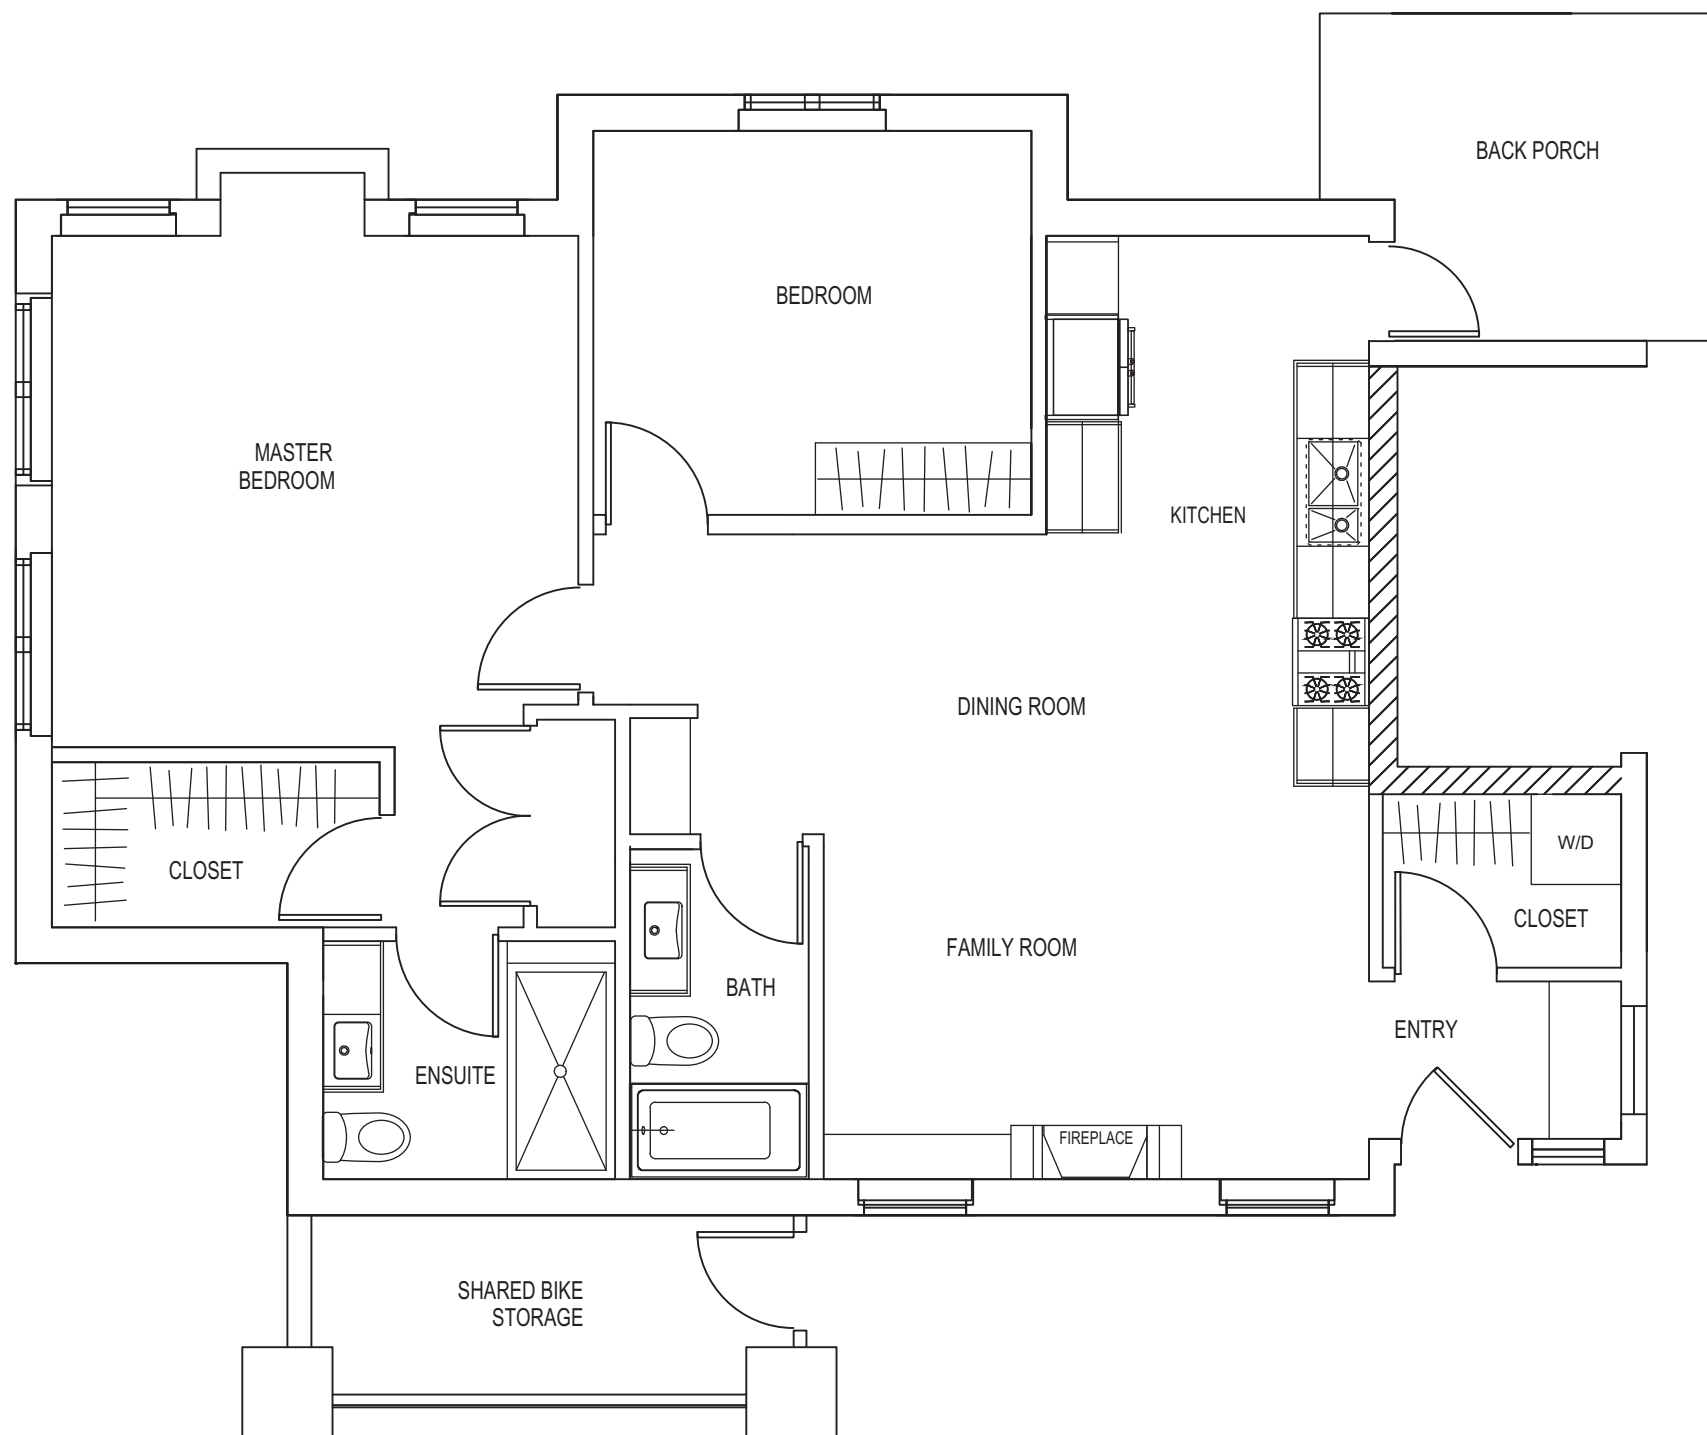 BACK PORCH
BEDROOM
MASTER
BEDROOM
KITCHEN
DINING ROOM
W/D
CLOSET
CLOSET
FAMILY ROOM
BATH
ENTRY
ENSUITE
FIREPLACE
SHARED BIKE
STORAGE